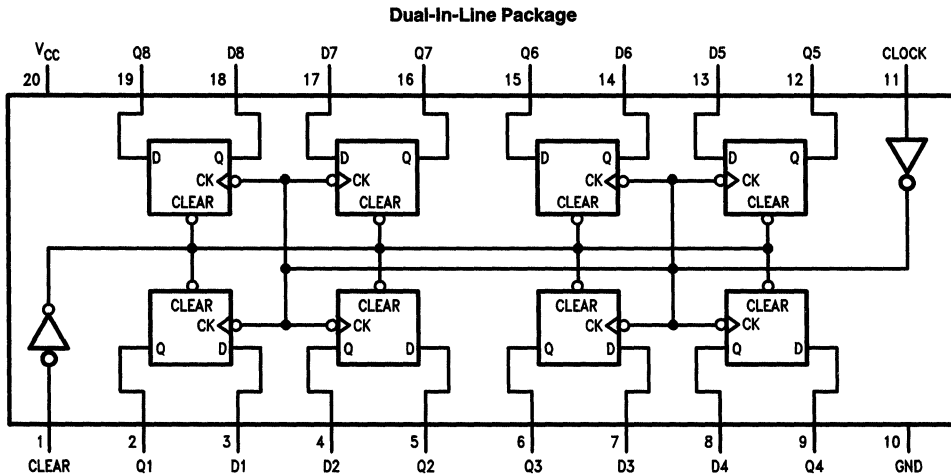 Dual-In-Line Package
VCC Q8 D8 D7 Q7 Q6 D6 D5 Q5 CLOCK
20 19 18 17 16 15 14 13 12 11
D Q D Q D Q D Q
CK CK CK CK
CLEAR CLEAR CLEAR CLEAR
CLEAR CLEAR CLEAR CLEAR
CK CK CK CK
Q D Q D Q D Q D
1 2 3 4 5 6 7 8 9 10
CLEAR Q1 D1 D2 Q2 Q3 D3 D4 Q4 GND